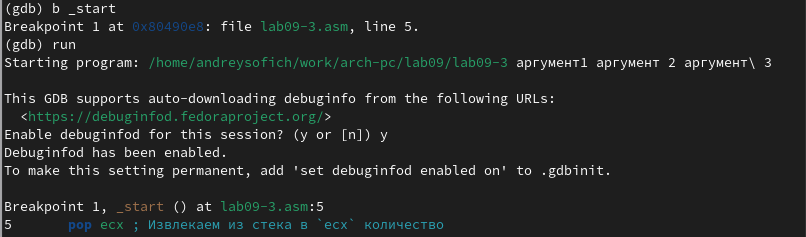 (gdb) b _start
Breakpoint 1 at 0x80490e8: file lab09-3.asm, line 5.
(gdb) run
Starting program: /home/andreysofich/work/arch-pc/lab09/lab09-3 аргумент1 аргумент 2 аргумент\ 3
This GDB supports auto-downloading debuginfo from the following URLs:
<https://debuginfod.fedoraproject.org/>
Enable debuginfod for this session? (y or [n]) y
Debuginfod has been enabled.
To make this setting permanent, add 'set debuginfod enabled on' to .gdbinit.
Breakpoint 1, _start () at lab09-3.asm:5
5 pop ecx ; Извлекаем из стека в `ecx` количество